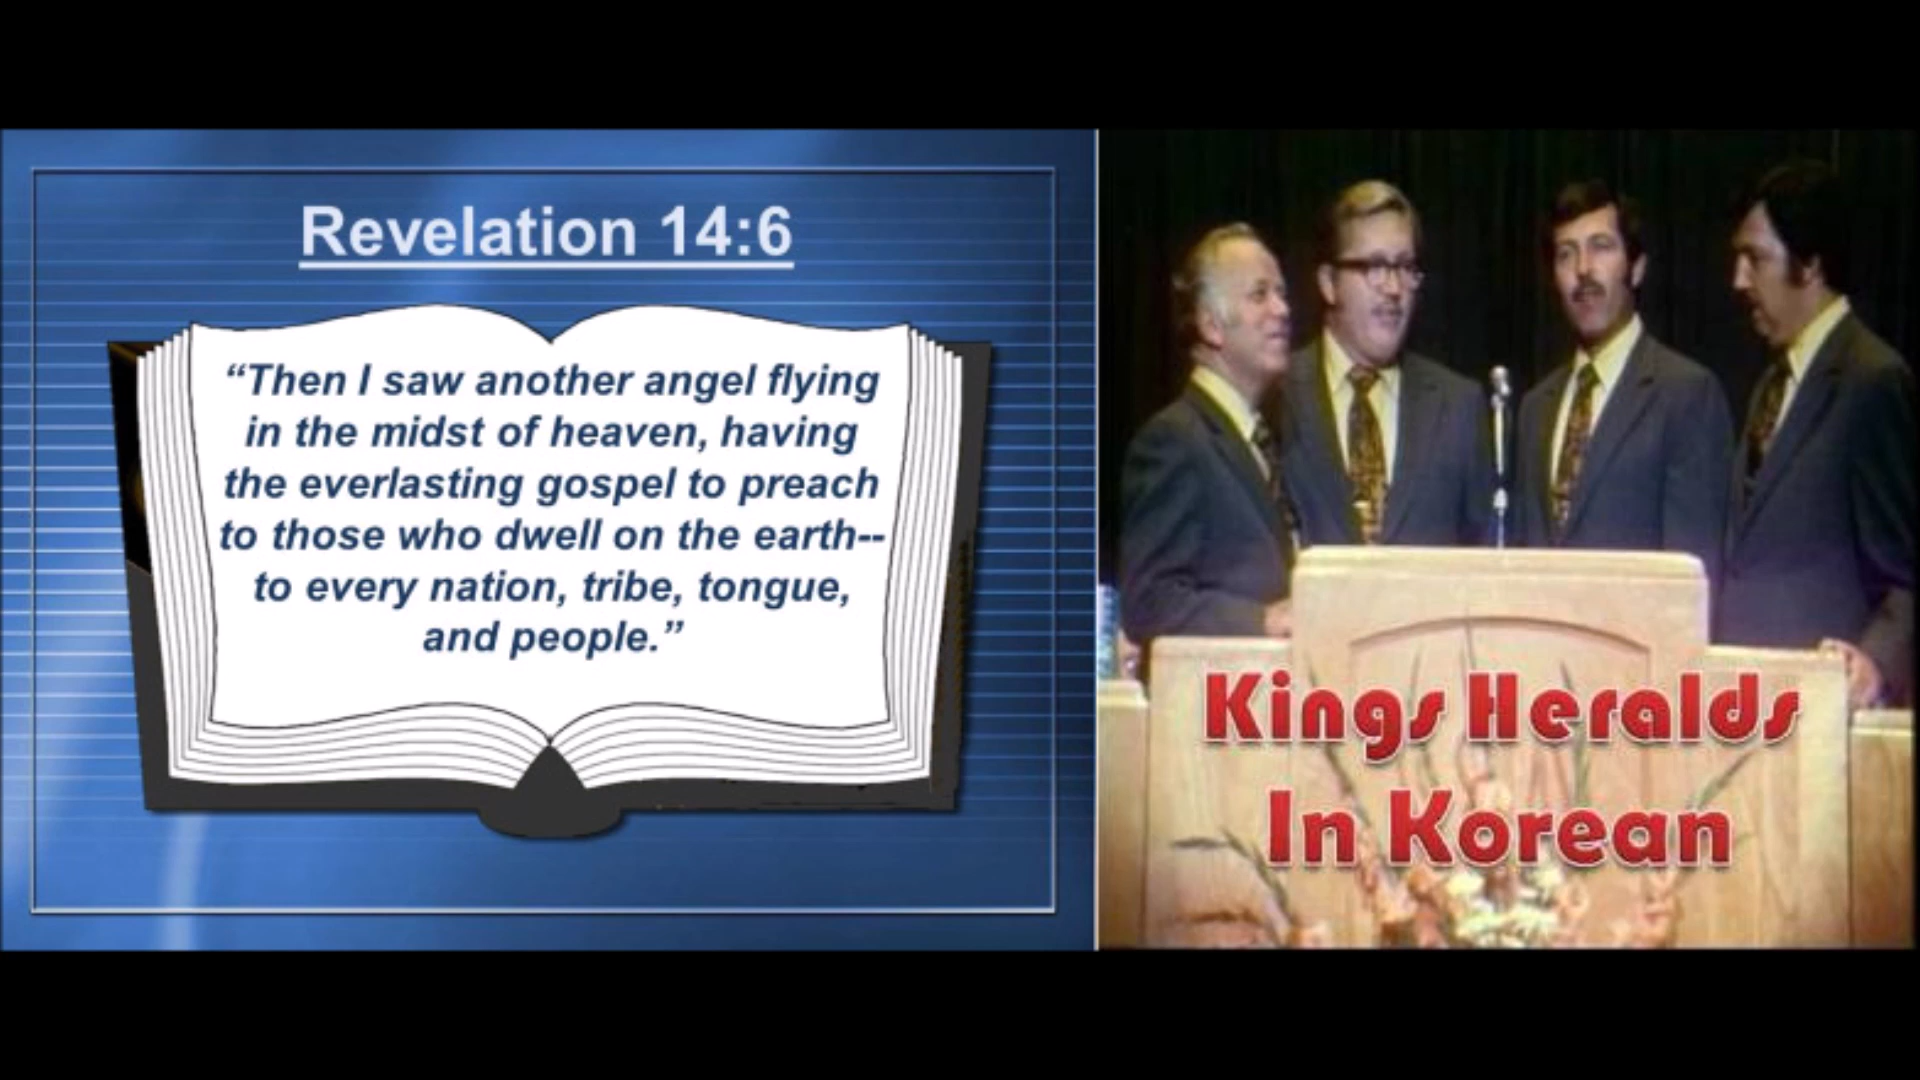 Revelation 14:6
“Then I saw another angel flying
in the midst of heaven, having
the everlasting gospel to preach
to those who dwell on the earth--
to every nation, tribe, tongue,
and people.”
Kings Heralds
In Korean